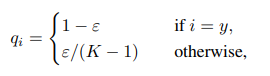 q_i = { 1 − ε if i = y,
ε/(K − 1) otherwise,